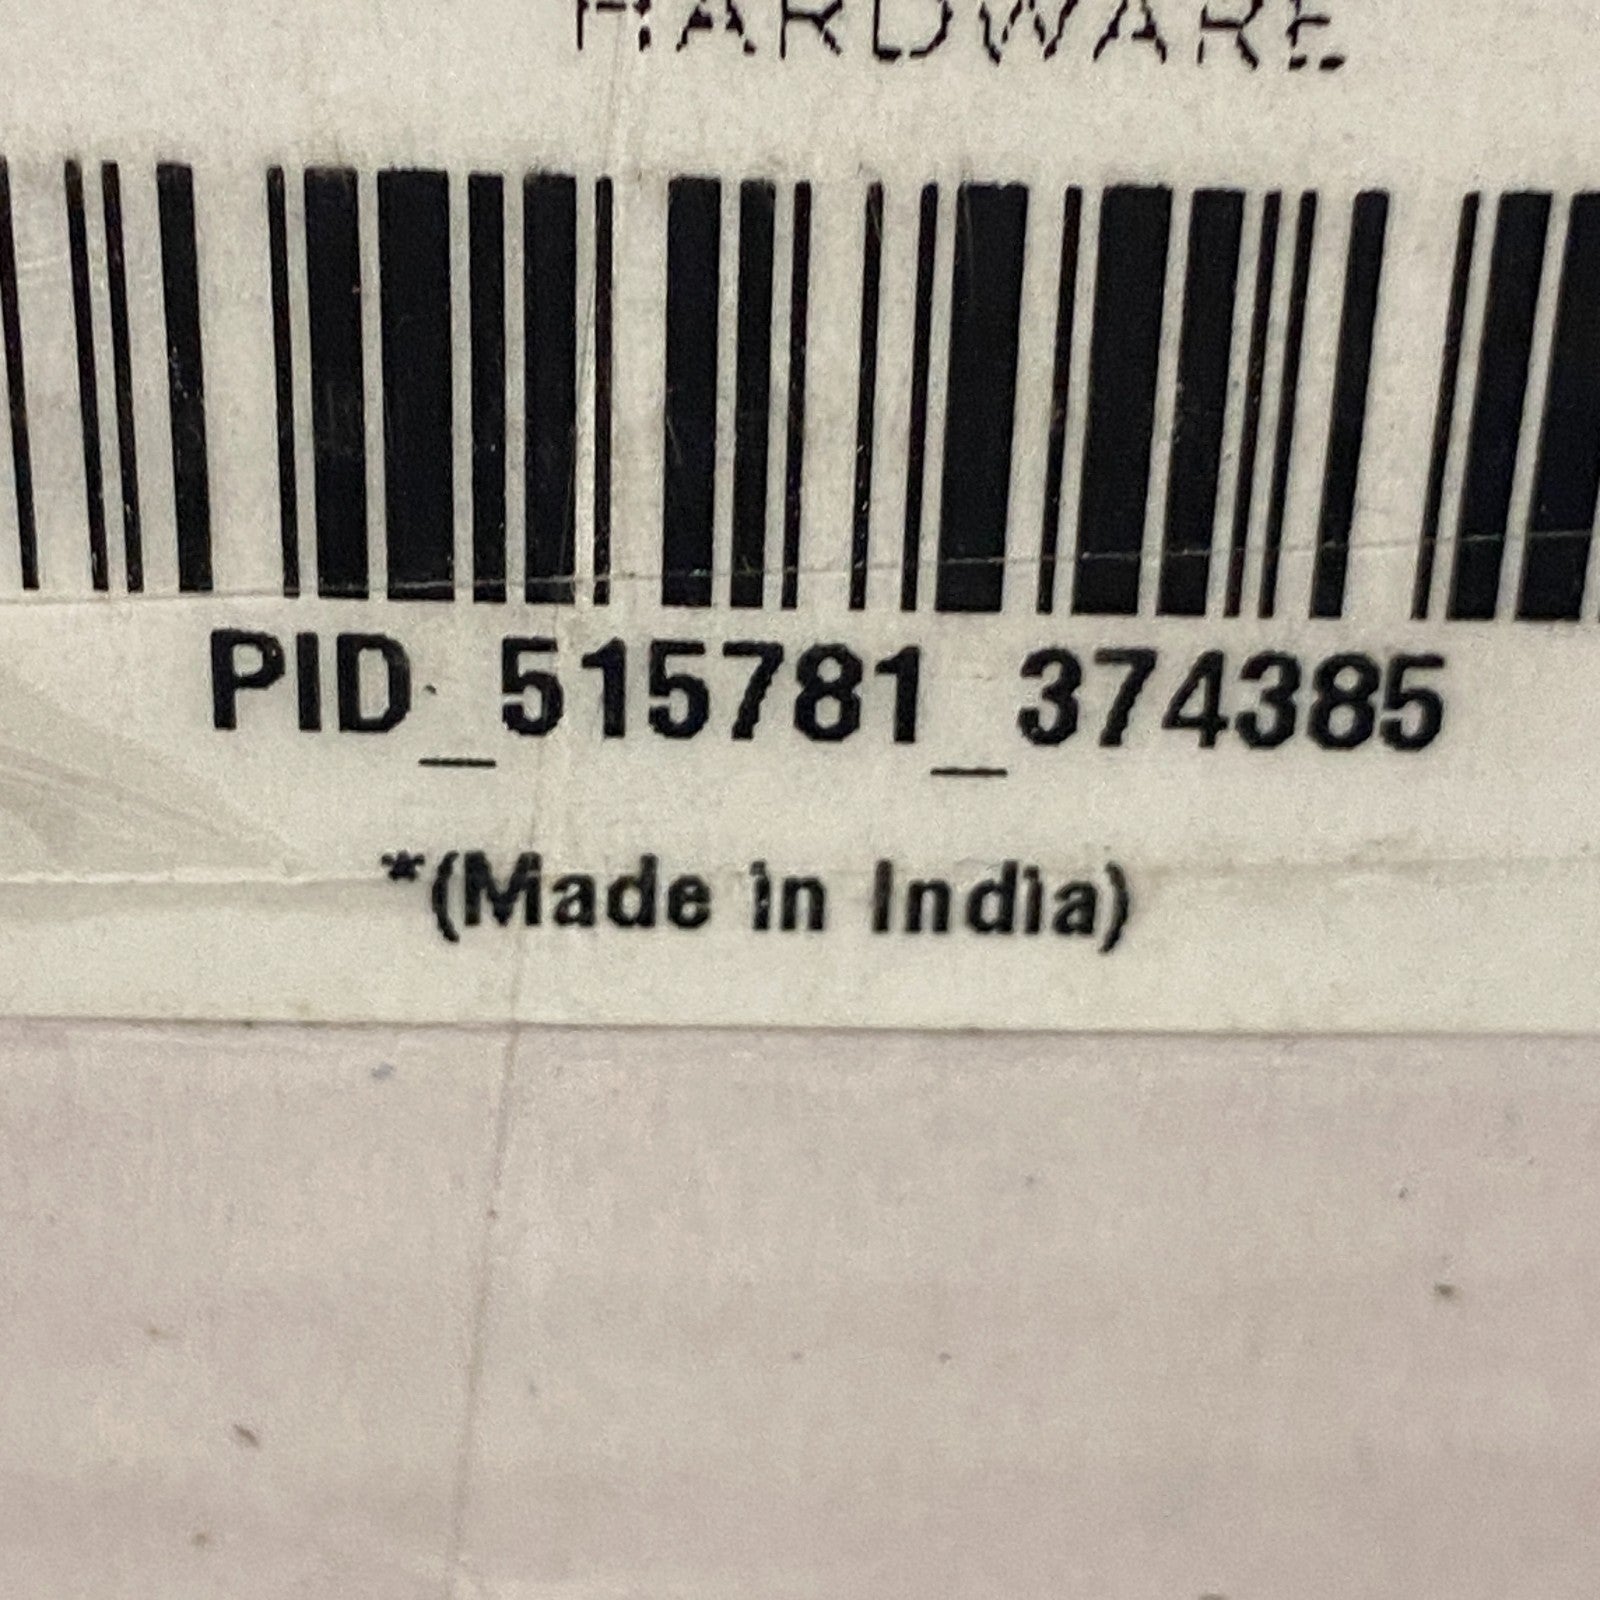 HARDWARE
PID_515781_374385
*(Made in India)